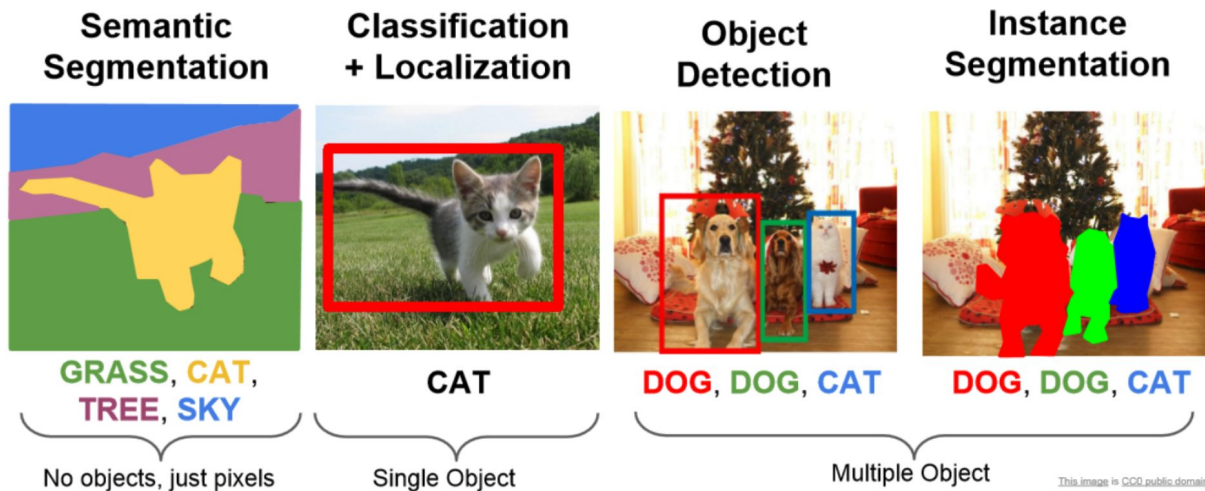 Semantic
Segmentation
Classification
+ Localization
Object
Detection
Instance
Segmentation
GRASS, CAT,
TREE, SKY
CAT
DOG, DOG, CAT
DOG, DOG, CAT
No objects, just pixels
Single Object
Multiple Object
This image is CC0 public domain